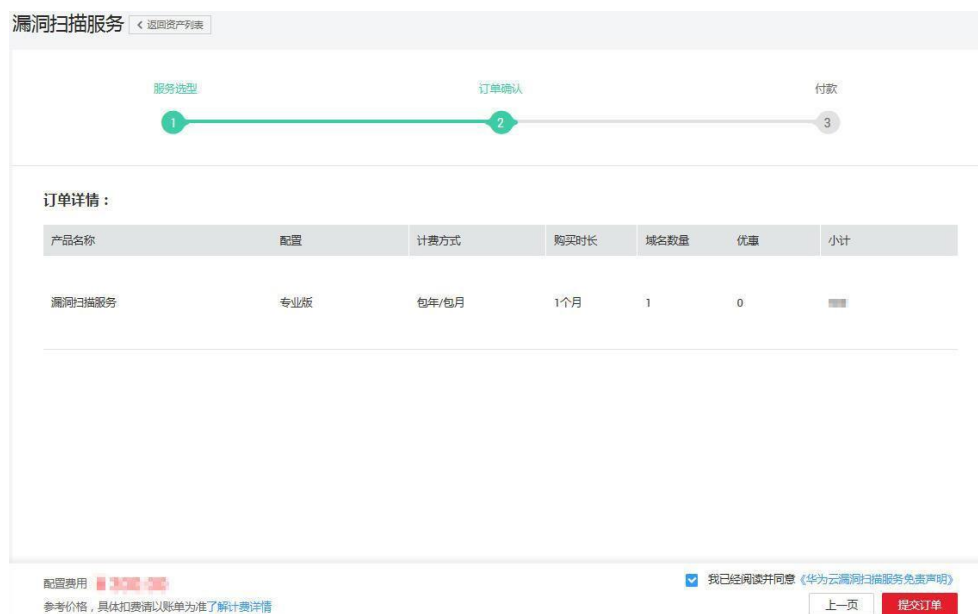 漏洞扫描服务 < 返回资产列表
服务选型 订单确认 付款
1 2 3
订单详情：
产品名称 配置 计费方式 购买时长 域名数量 优惠 小计
漏洞扫描服务 专业版 包年/包月 1个月 1 0
配置费用
我已经阅读并同意《华为云漏洞扫描服务免责声明》
参考价格，具体扣费请以账单为准了解计费详情
上一页 提交订单